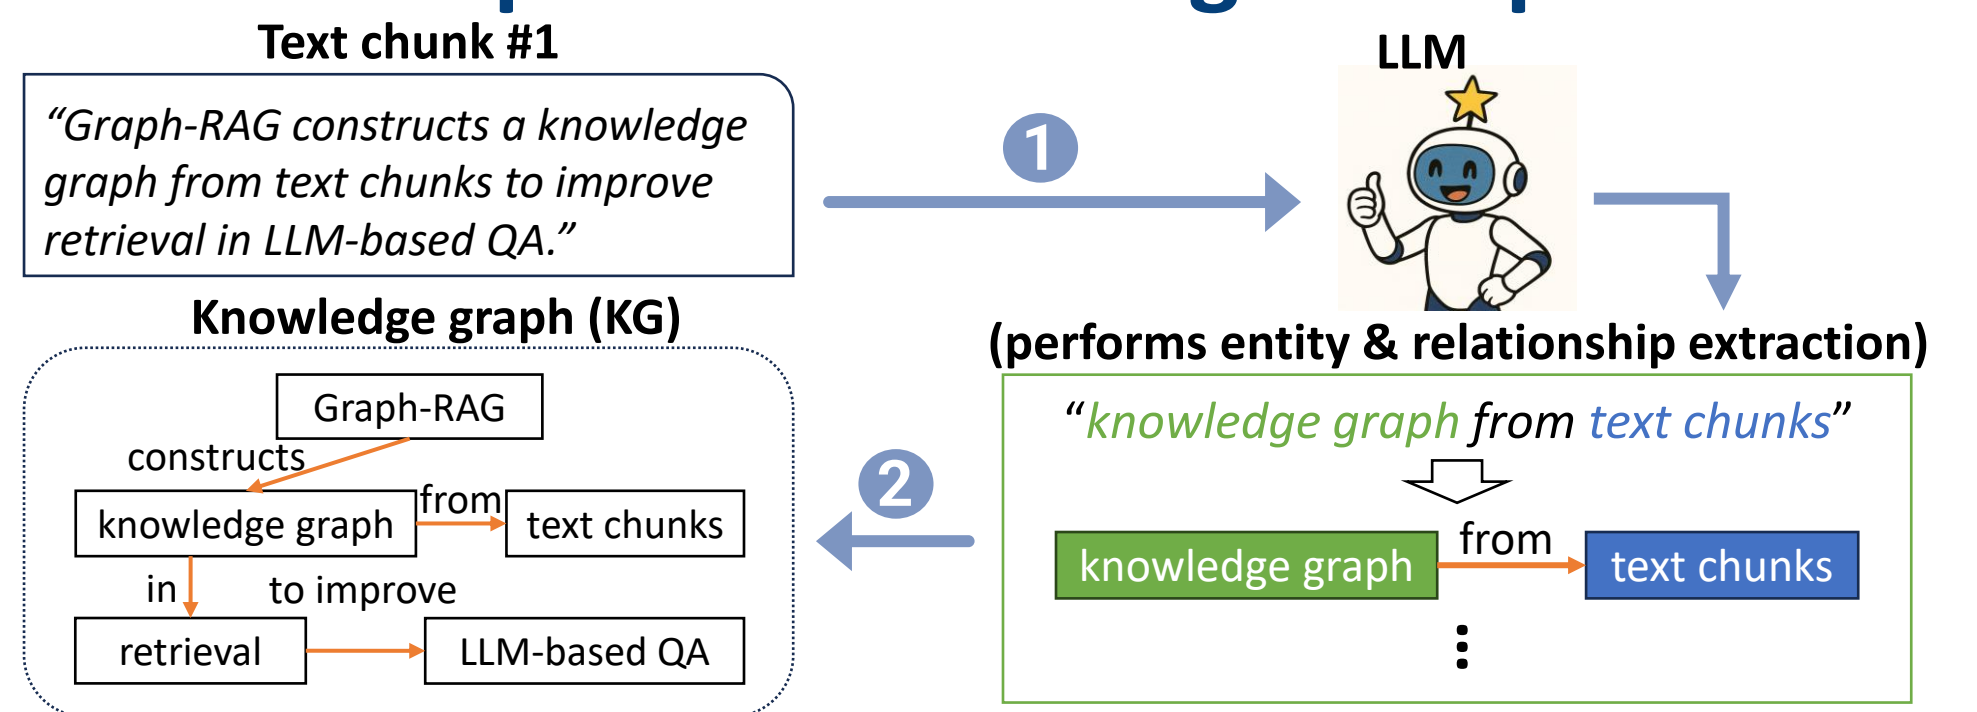 Text chunk #1
“Graph-RAG constructs a knowledge
graph from text chunks to improve
retrieval in LLM-based QA.”
1
LLM
(performs entity & relationship extraction)
“knowledge graph from text chunks”
knowledge graph
from
text chunks
2
Knowledge graph (KG)
Graph-RAG
constructs
knowledge graph
from
text chunks
in
to improve
retrieval
LLM-based QA